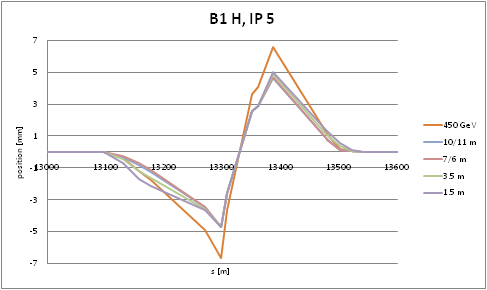 B1 H, IP 5
7
5
3
1
-1
-3
-5
-7
position [mm]
13000 13100 13200 13300 13400 13500 13600
s [m]
450 GeV
10/11 m
7/6 m
3.5 m
1.5 m